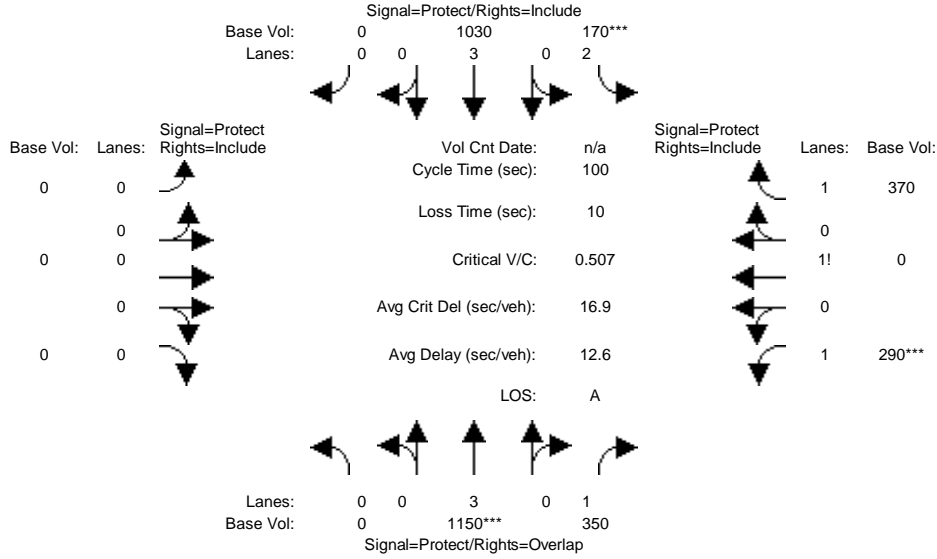 Signal=Protect/Rights=Include
Base Vol: 0 1030 170***
Lanes: 0 0 3 0 2
Signal=Protect Signal=Protect
Base Vol: Lanes: Rights=Include Vol Cnt Date: n/a Rights=Include Lanes: Base Vol:
Cycle Time (sec): 100
0 0 1 370
Loss Time (sec): 10
0 0
0 0 Critical V/C: 0.507 1! 0
0 Avg Crit Del (sec/veh): 16.9 0
0 0 Avg Delay (sec/veh): 12.6 1 290***
LOS: A
Lanes: 0 0 3 0 1
Base Vol: 0 1150*** 350
Signal=Protect/Rights=Overlap